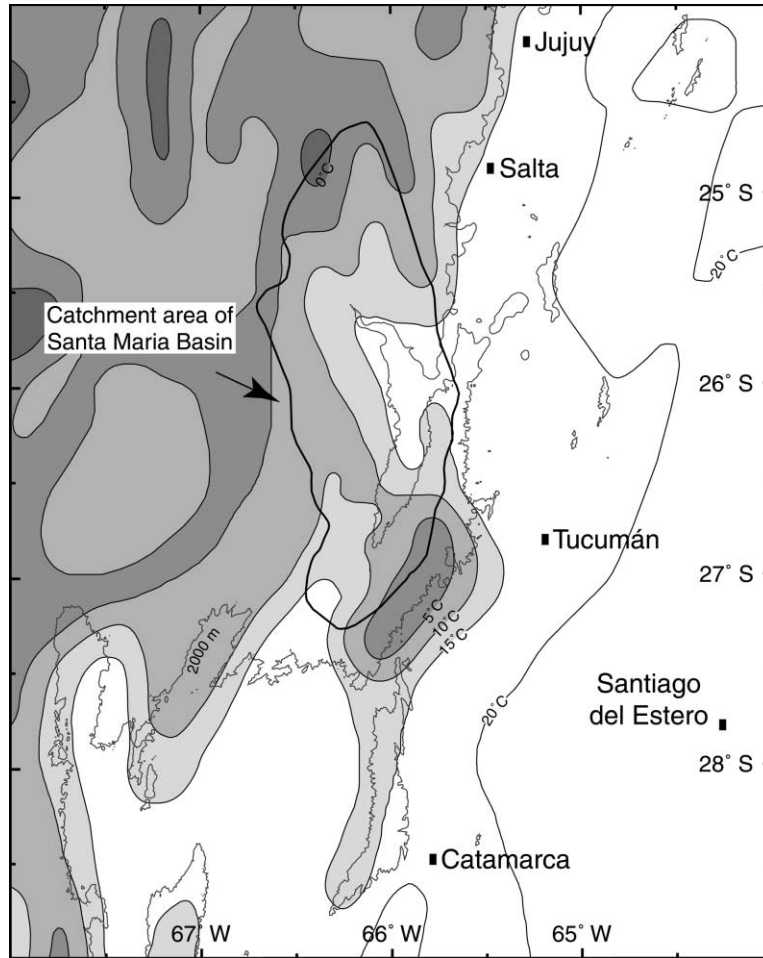 Jujuy
Salta
0°C
25° S
20°C
Catchment area of
Santa Maria Basin
26° S
Tucumán
27° S
5°C
10°C
15°C
2000 m
20°C
Santiago
del Estero
28° S
Catamarca
67° W
66° W
65° W